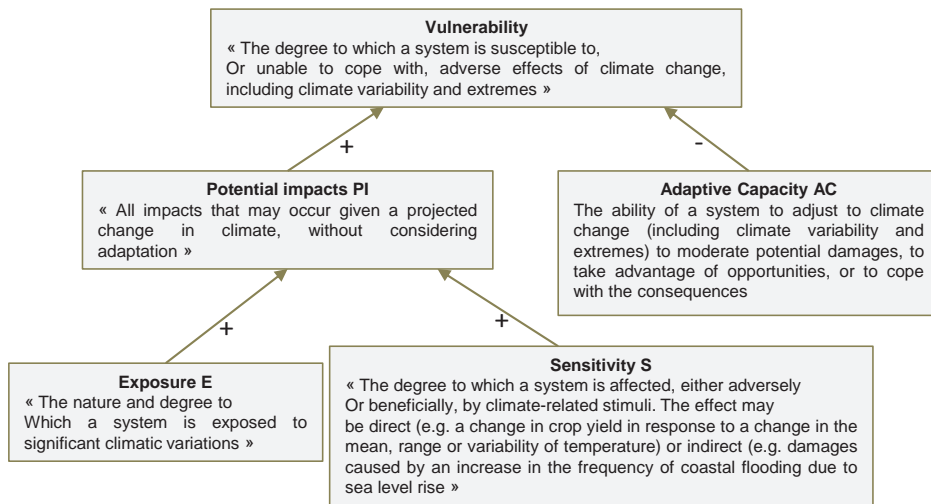 Vulnerability
« The degree to which a system is susceptible to,
Or unable to cope with, adverse effects of climate change,
including climate variability and extremes »
+
-
Potential impacts PI
« All impacts that may occur given a projected
change in climate, without considering
adaptation »
Adaptive Capacity AC
The ability of a system to adjust to climate
change (including climate variability and
extremes) to moderate potential damages, to
take advantage of opportunities, or to cope
with the consequences
+
+
Exposure E
« The nature and degree to
Which a system is exposed to
significant climatic variations »
Sensitivity S
« The degree to which a system is affected, either adversely
Or beneficially, by climate-related stimuli. The effect may
be direct (e.g. a change in crop yield in response to a change in the
mean, range or variability of temperature) or indirect (e.g. damages
caused by an increase in the frequency of coastal flooding due to
sea level rise »